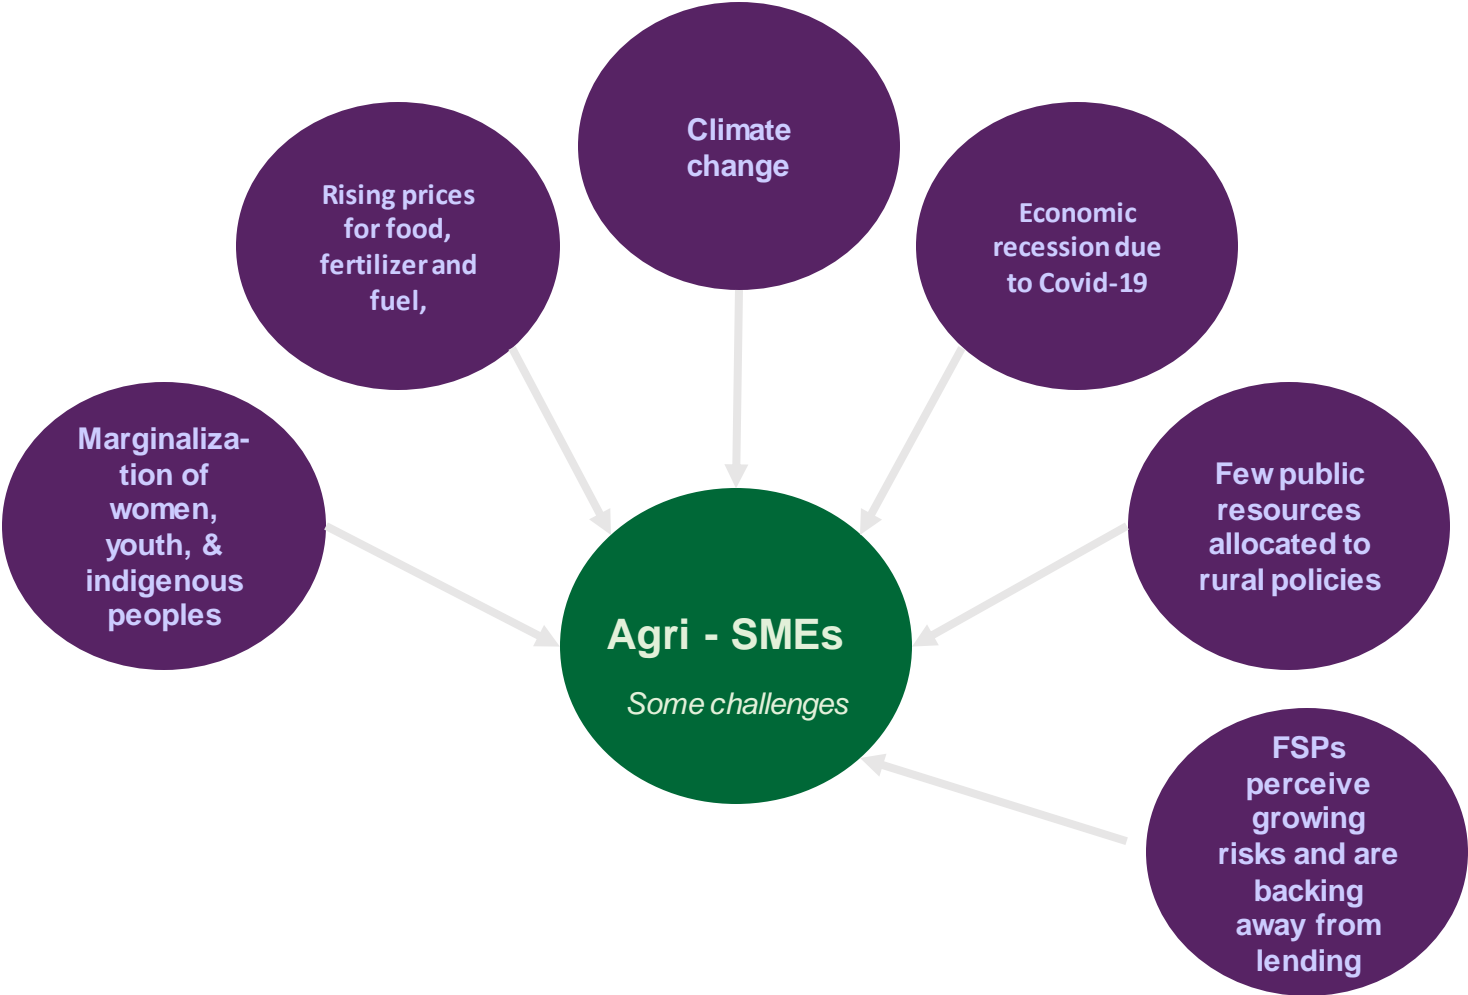 Climate
change
Rising prices
for food,
fertilizer and
fuel,
Economic
recession due
to Covid-19
Marginaliza-
tion of
women,
youth, &
indigenous
peoples
Few public
resources
allocated to
rural policies
Agri - SMEs
Some challenges
FSPs
perceive
growing
risks and are
backing
away from
lending